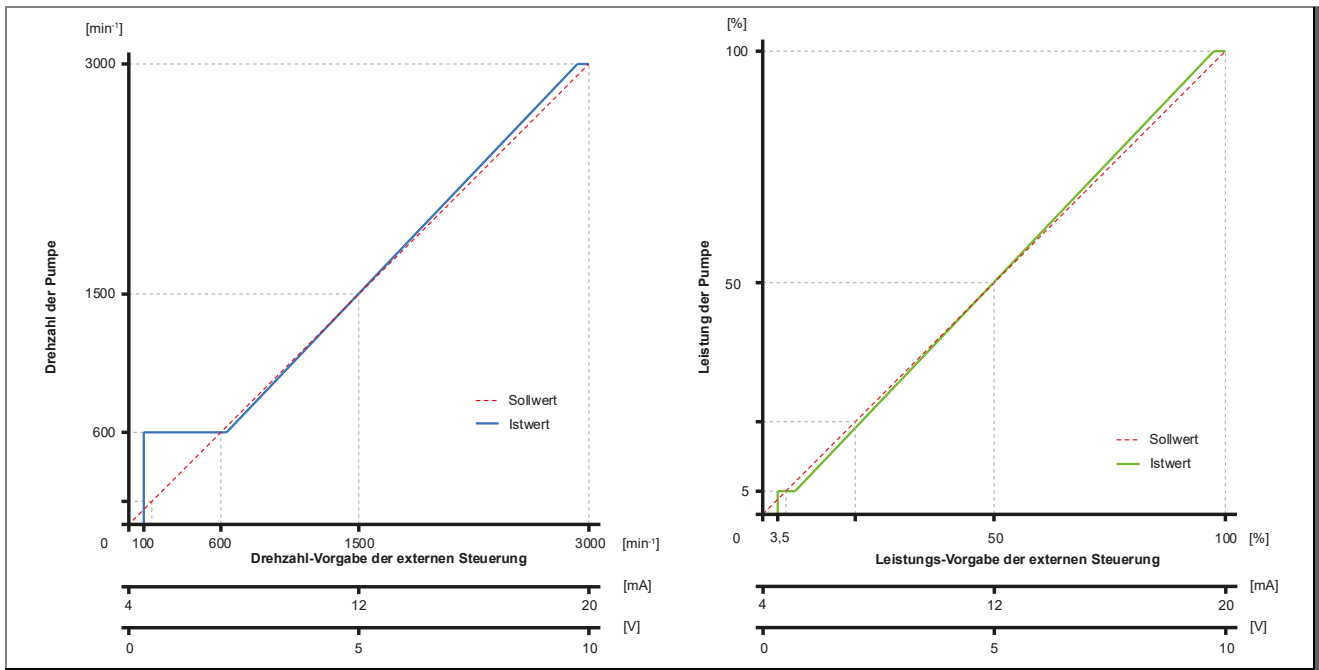 [min⁻¹]
3000
1500
600
Drehzahl der Pumpe
Sollwert
Istwert
0 100 600 1500 3000 [min⁻¹]
Drehzahl-Vorgabe der externen Steuerung
[mA]
4 12 20
[V]
0 5 10
[%]
100
50
5
Leistung der Pumpe
Sollwert
Istwert
0 3,5 50 100 [%]
Leistungs-Vorgabe der externen Steuerung
[mA]
4 12 20
[V]
0 5 10